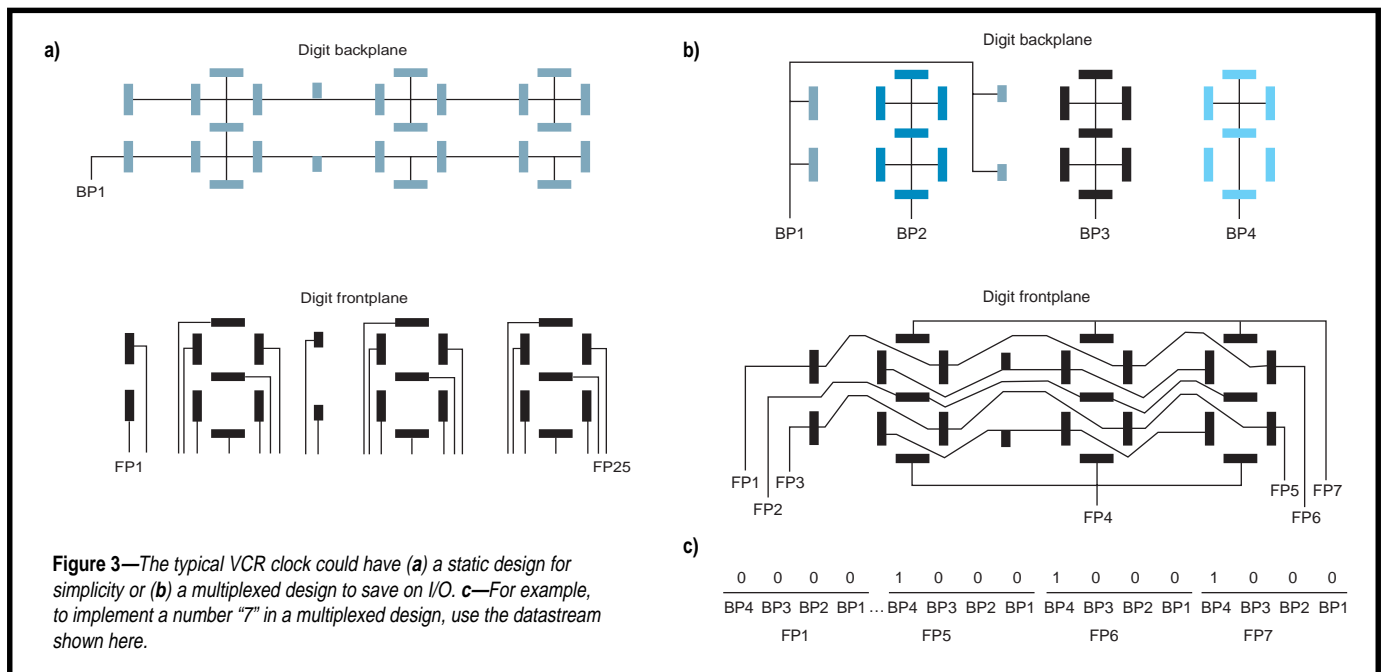 a)
Digit backplane
BP1
Digit frontplane
FP1
FP25
Figure 3—The typical VCR clock could have (a) a static design for
simplicity or (b) a multiplexed design to save on I/O. c—For example,
to implement a number “7” in a multiplexed design, use the datastream
shown here.
b)
Digit backplane
BP1 BP2 BP3 BP4
Digit frontplane
FP1 FP3 FP5 FP7
FP2 FP4 FP6
c)
0 0 0 0 1 0 0 0 1 0 0 0 1 0 0 0
BP4 BP3 BP2 BP1 ... BP4 BP3 BP2 BP1 BP4 BP3 BP2 BP1 BP4 BP3 BP2 BP1
FP1 FP5 FP6 FP7